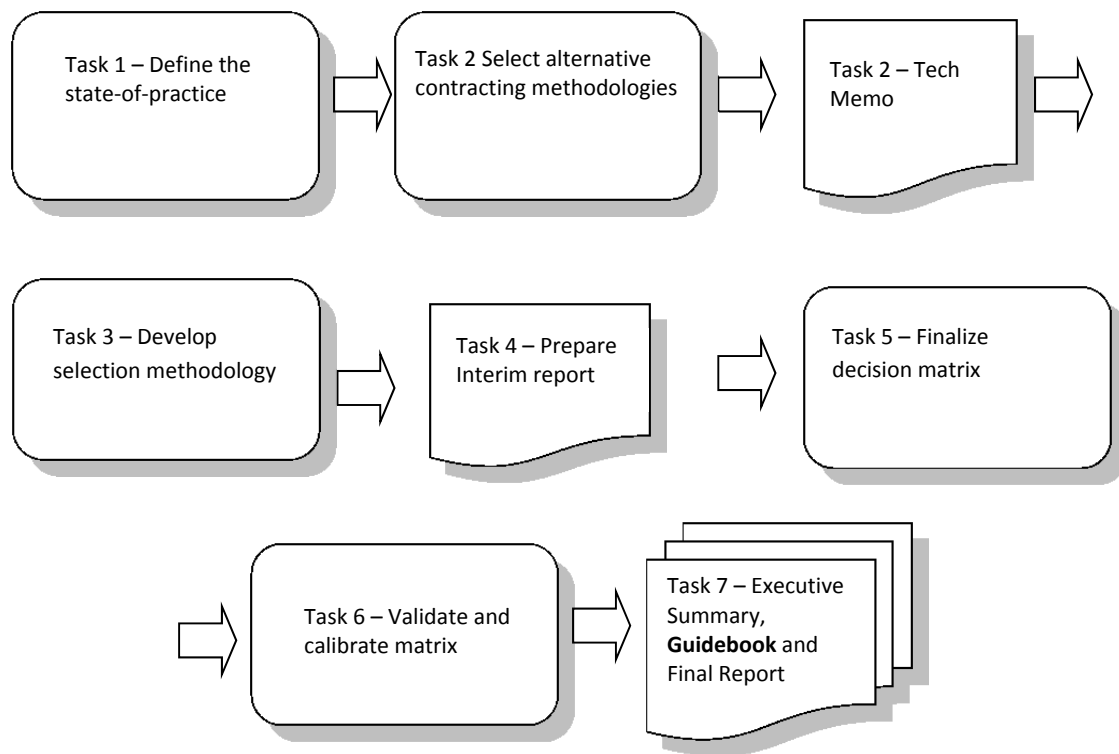 Task 1 – Define the
state-of-practice
Task 2 Select alternative
contracting methodologies
Task 2 – Tech
Memo
Task 3 – Develop
selection methodology
Task 4 – Prepare
Interim report
Task 5 – Finalize
decision matrix
Task 6 – Validate and
calibrate matrix
Task 7 – Executive
Summary,
Guidebook and
Final Report